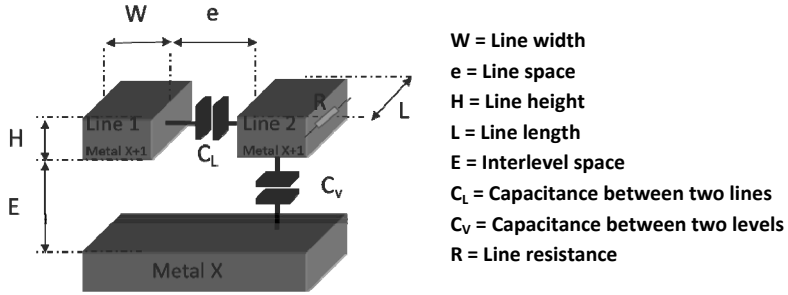 W
e
Line 1
Metal X+1
Line 2
Metal X+1
R
L
H
C_L
E
C_V
Metal X
W = Line width
e = Line space
H = Line height
L = Line length
E = Interlevel space
C_L = Capacitance between two lines
C_V = Capacitance between two levels
R = Line resistance